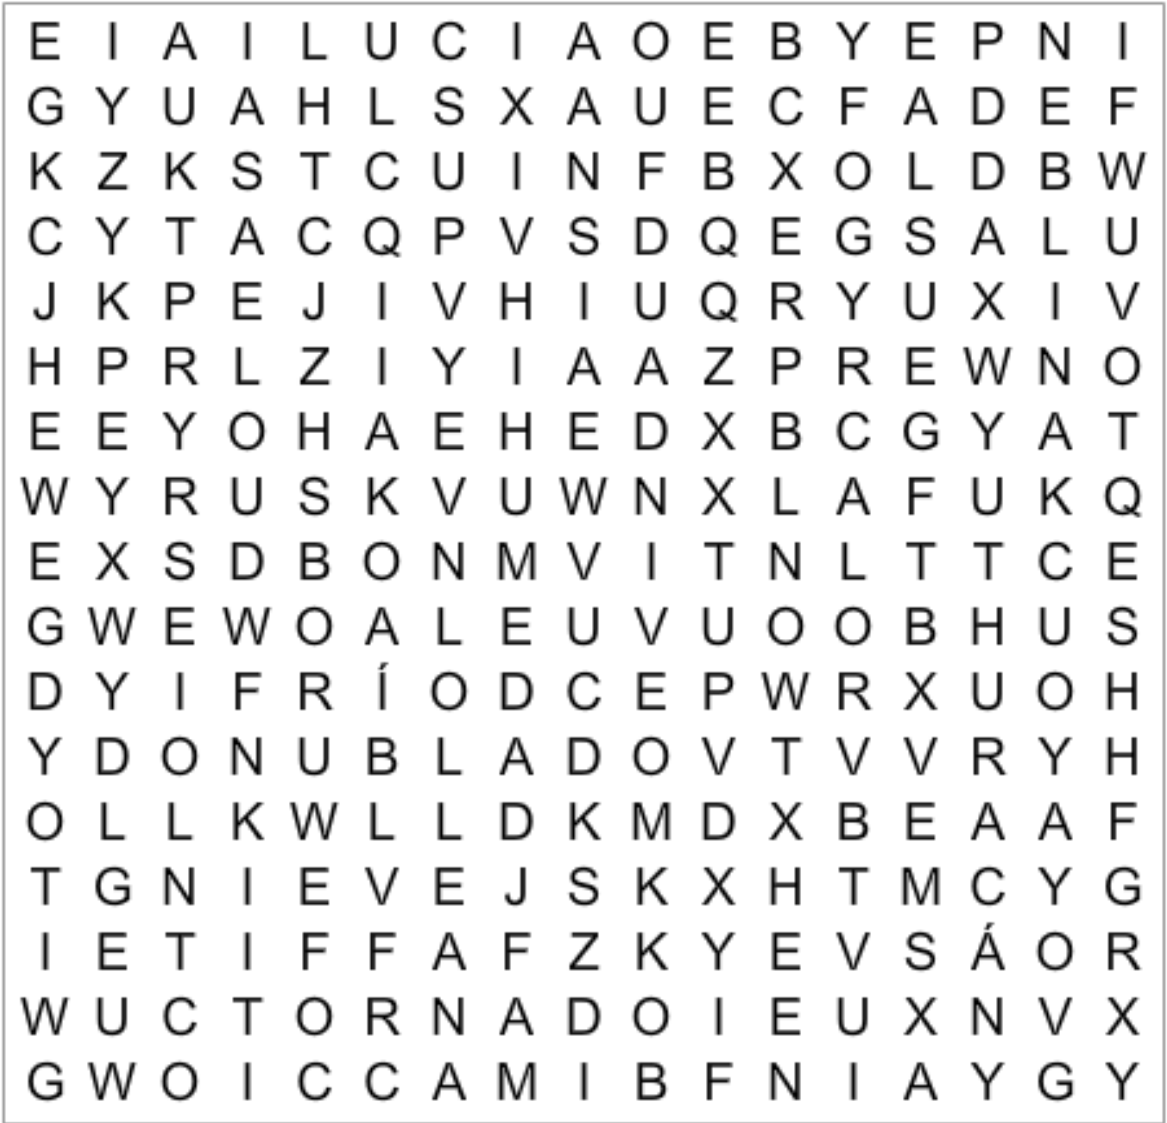 E I A I L U C I A O E B Y E P N I
G Y U A H L S X A U E C F A D E F
K Z K S T C U I N F B X O L D B W
C Y T A C Q P V S D Q E G S A L U
J K P E J I V H I U Q R Y U X I V
H P R L Z I Y I A A Z P R E W N O
E E Y O H A E H E D X B C G Y A T
W Y R U S K V U W N X L A F U K Q
E X S D B O N M V I T N L T T C E
G W E W O A L E U V U O O B H U S
D Y I F R Í O D C E P W R X U O H
Y D O N U B L A D O V T V V R Y H
O L L K W L L D K M D X B E A A F
T G N I E V E J S K X H T M C Y G
I E T I F F A F Z K Y E V S Á O R
W U C T O R N A D O I E U X N V X
G W O I C C A M I B F N I A Y G Y